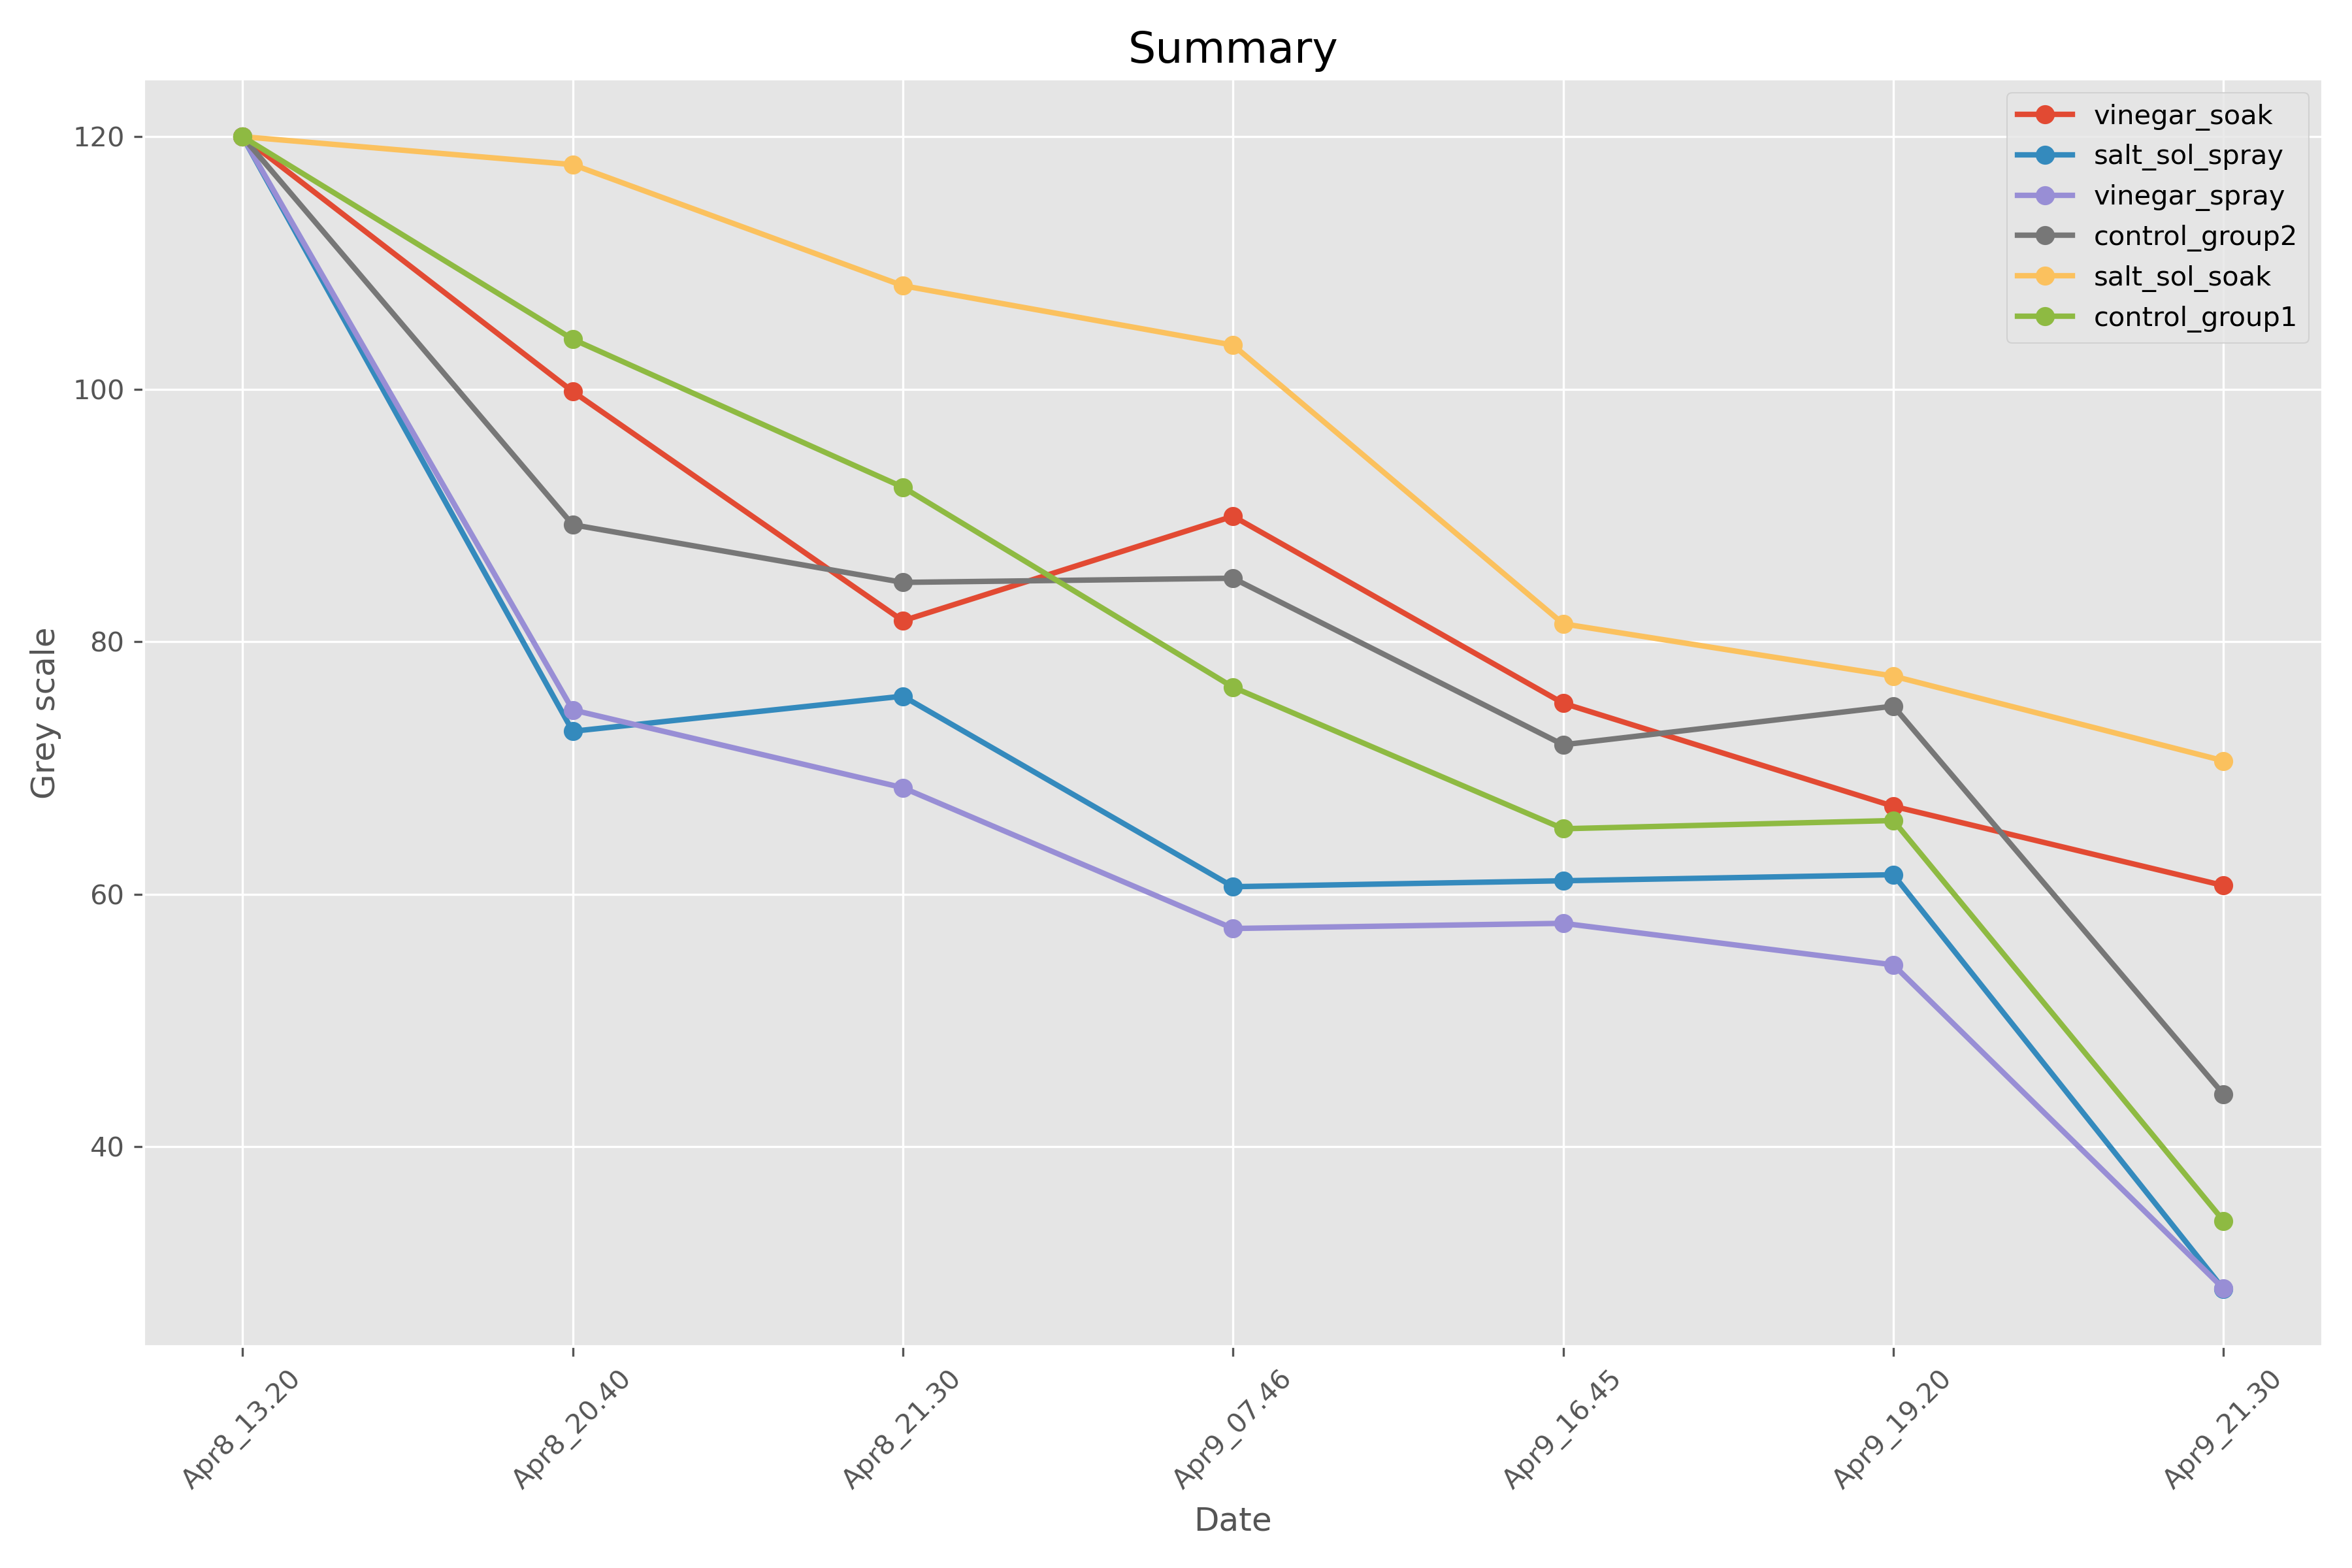 Summary
120
100
80
60
40
Grey scale
vinegar_soak
salt_sol_spray
vinegar_spray
control_group2
salt_sol_soak
control_group1
Apr8_13.20
Apr8_20.40
Apr8_21.30
Apr9_07.46
Apr9_16.45
Apr9_19.20
Apr9_21.30
Date